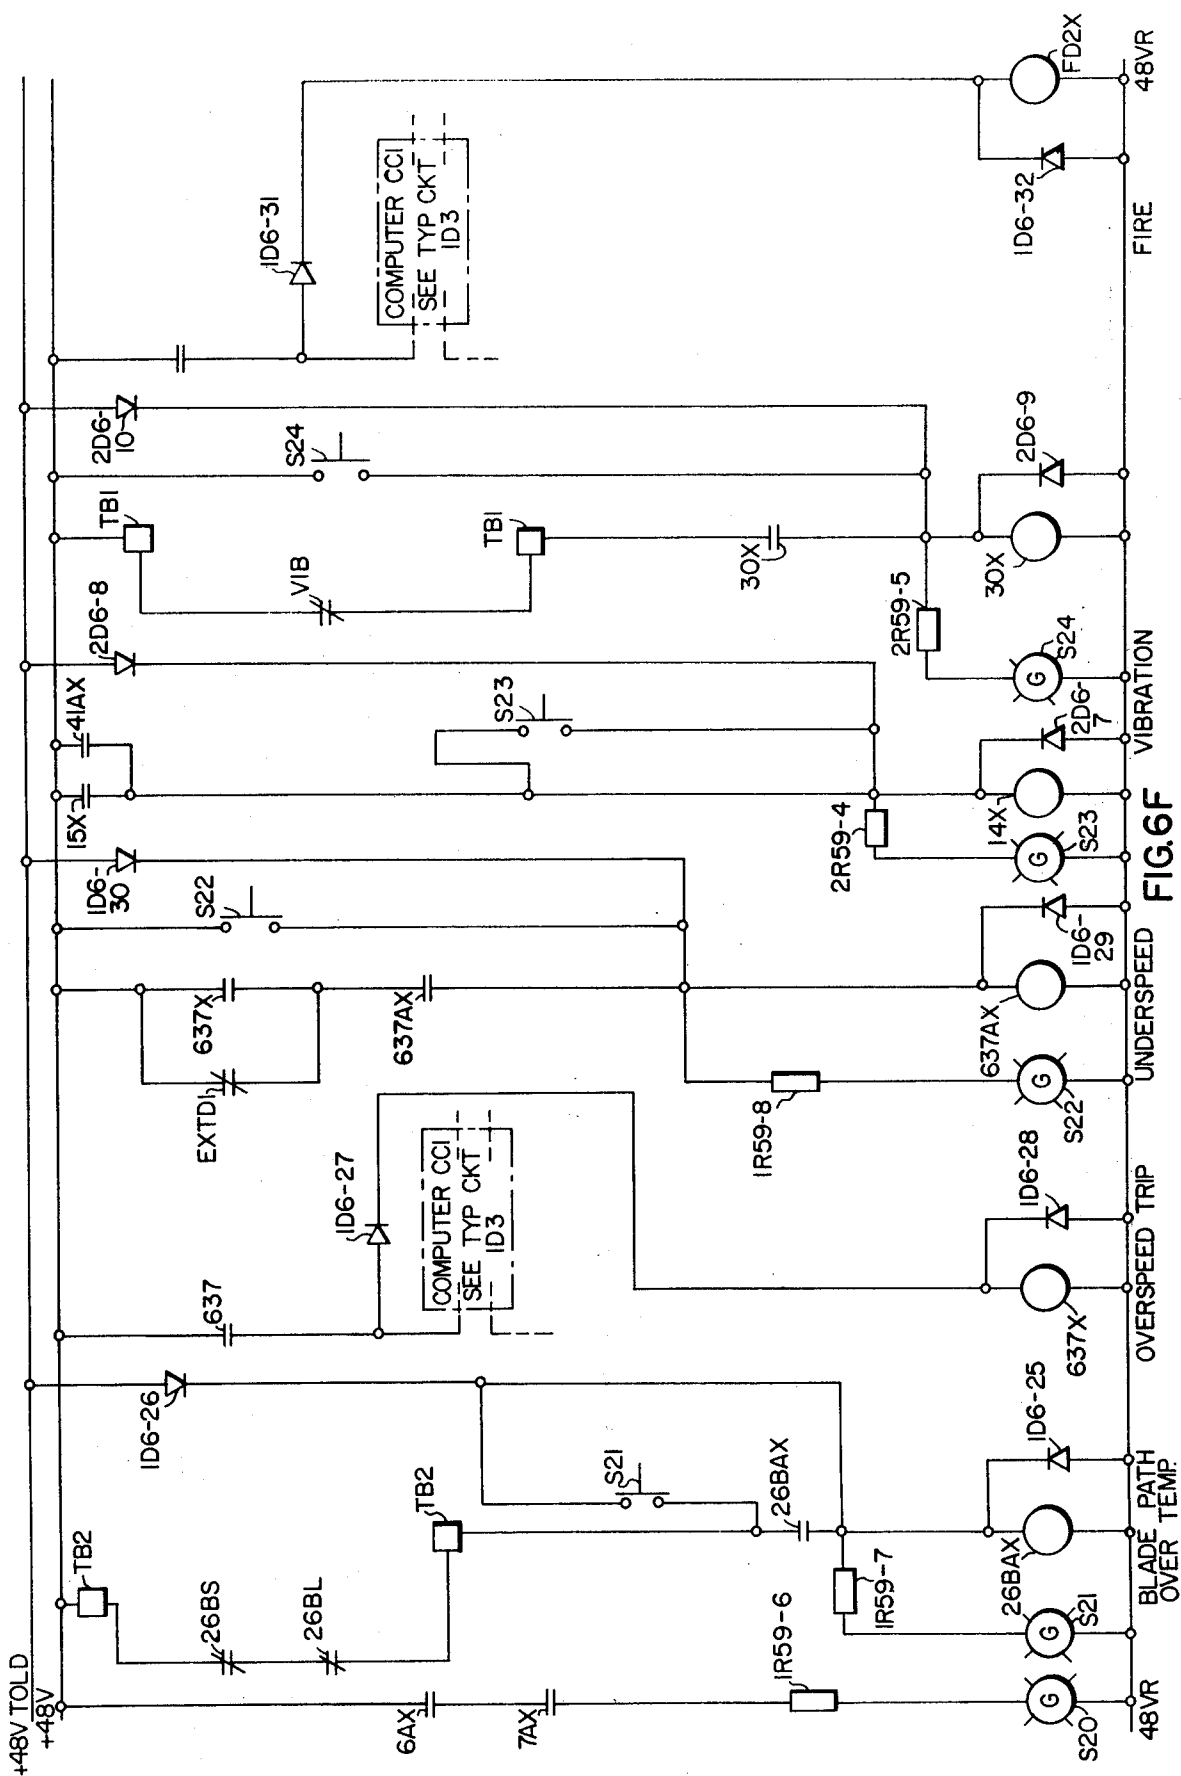 +48V TOLD
+48V
6AX
7AX
1R59-6
G
S20
48VR
TB2
26BS
26BL
TB2
1D6-26
S21
26BAX
1R59-7
G
S21
26BAX
1D6-25
BLADE PATH
OVER TEMP.
637
1D6-27
COMPUTER CCI
SEE TYP CKT
1D3
637X
1D6-28
OVERSPEED TRIP
EXTD1
637X
637AX
S22
1D6-
30
1R59-8
G
S22
637AX
1D6-
29
UNDERSPEED
15X
41AX
S23
2D6-8
2R59-4
G
S23
14X
2D6-
7
VIBRATION
TB1
VIB
TB1
30X
S24
2D6-
10
2R59-5
G
S24
30X
2D6-9
1D6-31
COMPUTER CCI
SEE TYP CKT
1D3
1D6-32
FD2X
FIRE
48VR
FIG.6F